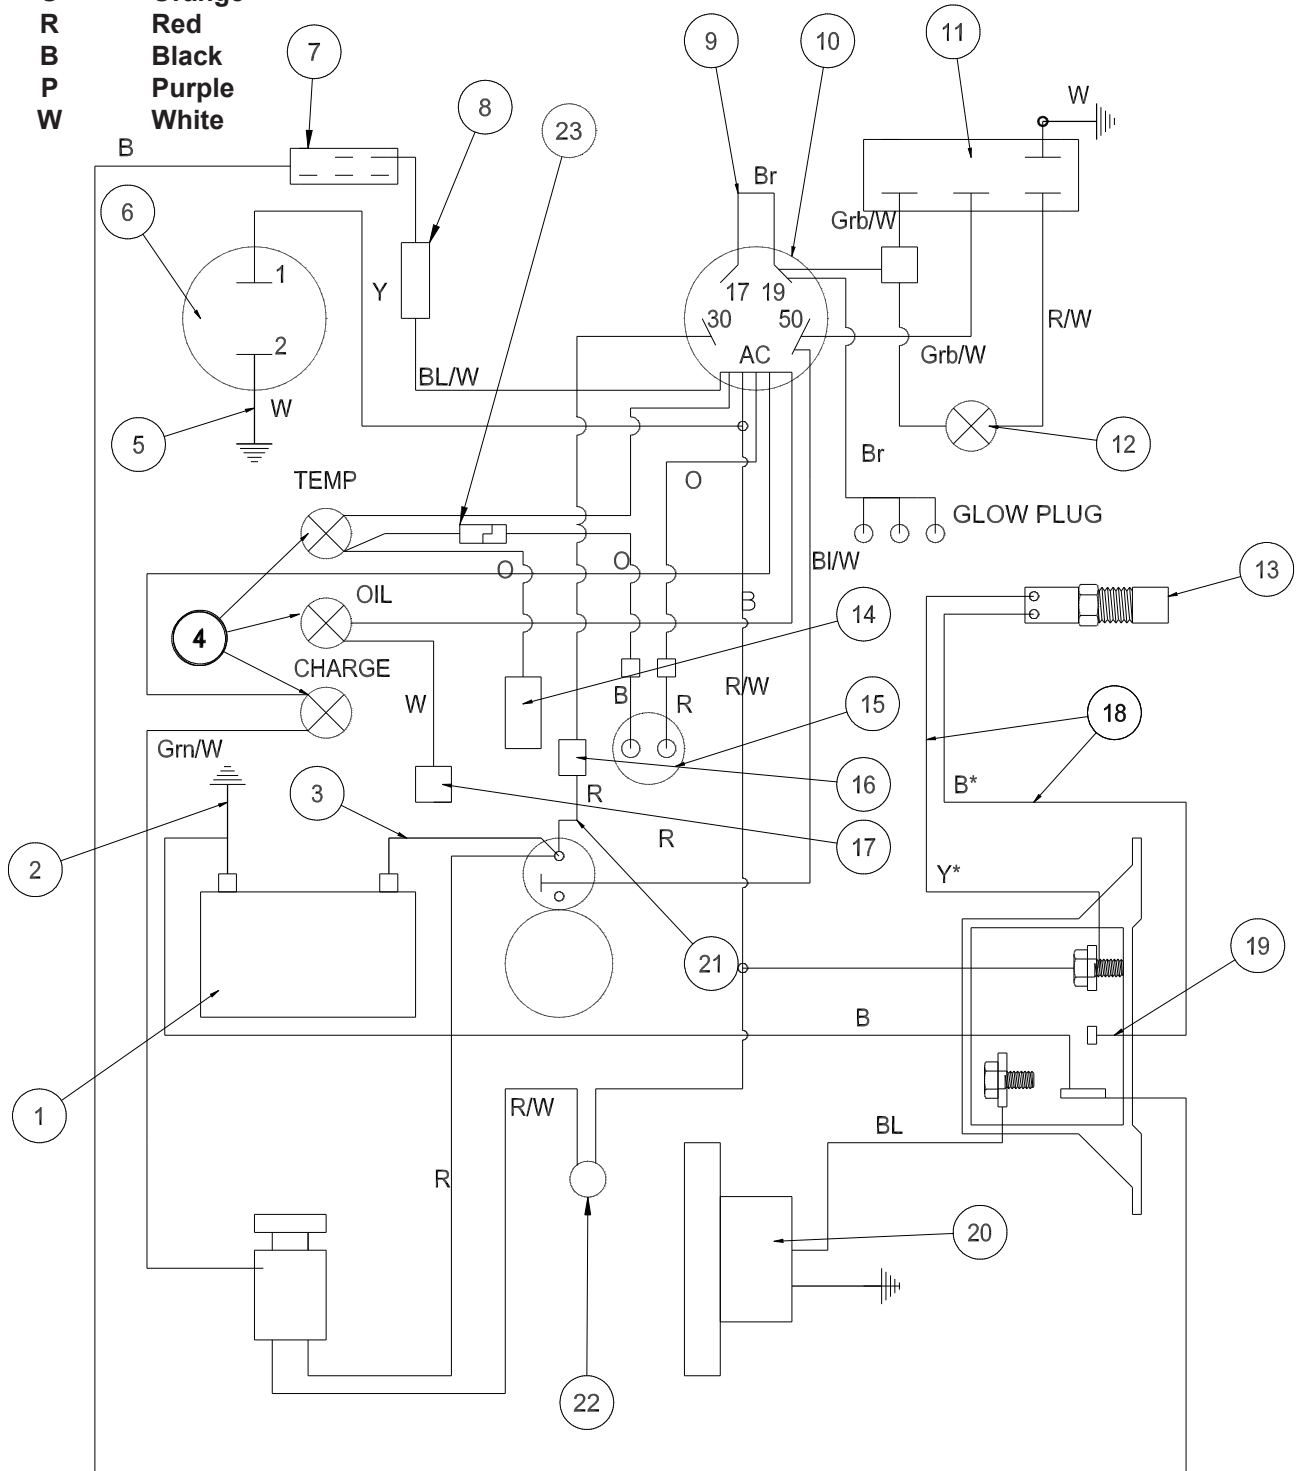 R Red
B Black
P Purple
W White
7
8
23
9
10
11
W
B
Br
6
Grb/W
1
17 19
Y
30 50
R/W
2
AC
Grb/W
BL/W
W
5
12
Br
TEMP
O
GLOW PLUG
O
O
BI/W
13
OIL
B
14
4
CHARGE
R/W
B
R
W
15
18
Grn/W
16
B*
3
R
R
17
2
Y*
21
19
B
1
R/W
BL
R
20
22